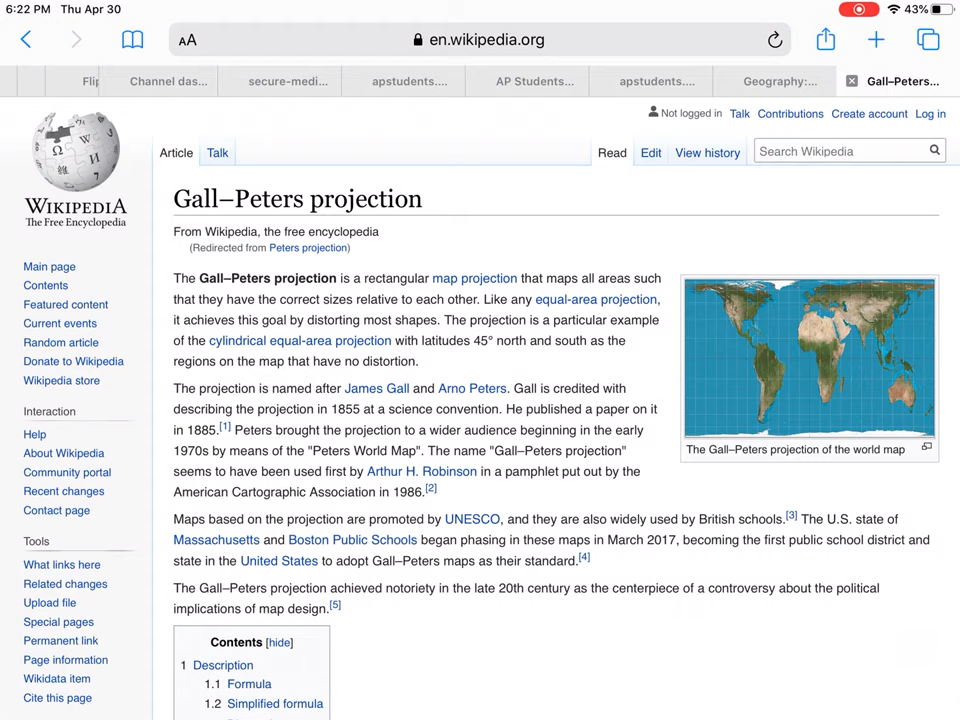 6:22 PM Thu Apr 30
43%
AA
en.wikipedia.org
Flip
Channel das...
secure-medi...
apstudents....
AP Students...
apstudents....
Geography:...
Gall–Peters...
Not logged in Talk Contributions Create account Log in
Article Talk
Read Edit View history
Search Wikipedia
WIKIPEDIA
The Free Encyclopedia
Main page
Contents
Featured content
Current events
Random article
Donate to Wikipedia
Wikipedia store
Interaction
Help
About Wikipedia
Community portal
Recent changes
Contact page
Tools
What links here
Related changes
Upload file
Special pages
Permanent link
Page information
Wikidata item
Cite this page
Gall–Peters projection
From Wikipedia, the free encyclopedia
(Redirected from Peters projection)
The Gall–Peters projection is a rectangular map projection that maps all areas such
that they have the correct sizes relative to each other. Like any equal-area projection,
it achieves this goal by distorting most shapes. The projection is a particular example
of the cylindrical equal-area projection with latitudes 45° north and south as the
regions on the map that have no distortion.
The projection is named after James Gall and Arno Peters. Gall is credited with
describing the projection in 1855 at a science convention. He published a paper on it
in 1885.[1] Peters brought the projection to a wider audience beginning in the early
1970s by means of the "Peters World Map". The name "Gall–Peters projection"
seems to have been used first by Arthur H. Robinson in a pamphlet put out by the
American Cartographic Association in 1986.[2]
The Gall–Peters projection of the world map
Maps based on the projection are promoted by UNESCO, and they are also widely used by British schools.[3] The U.S. state of
Massachusetts and Boston Public Schools began phasing in these maps in March 2017, becoming the first public school district and
state in the United States to adopt Gall–Peters maps as their standard.[4]
The Gall–Peters projection achieved notoriety in the late 20th century as the centerpiece of a controversy about the political
implications of map design.[5]
Contents [hide]
1 Description
1.1 Formula
1.2 Simplified formula